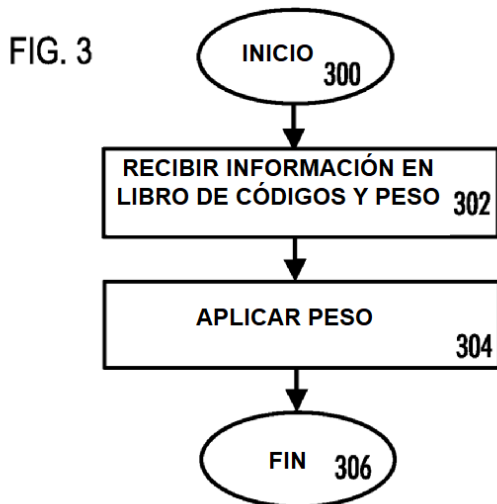 FIG. 3
INICIO
300
RECIBIR INFORMACIÓN EN
LIBRO DE CÓDIGOS Y PESO
302
APLICAR PESO
304
FIN
306